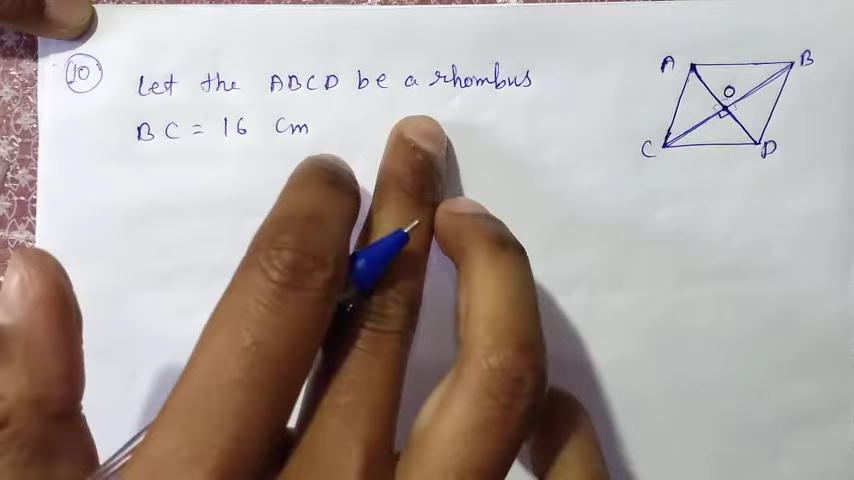 10 Let the ABCD be a rhombus
BC = 16 cm
A B
O
C D